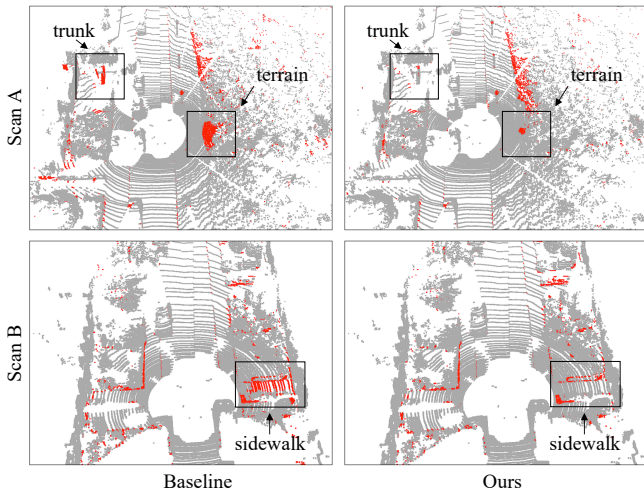 trunk
terrain
trunk
terrain
Scan A
Scan B
sidewalk
sidewalk
Baseline
Ours